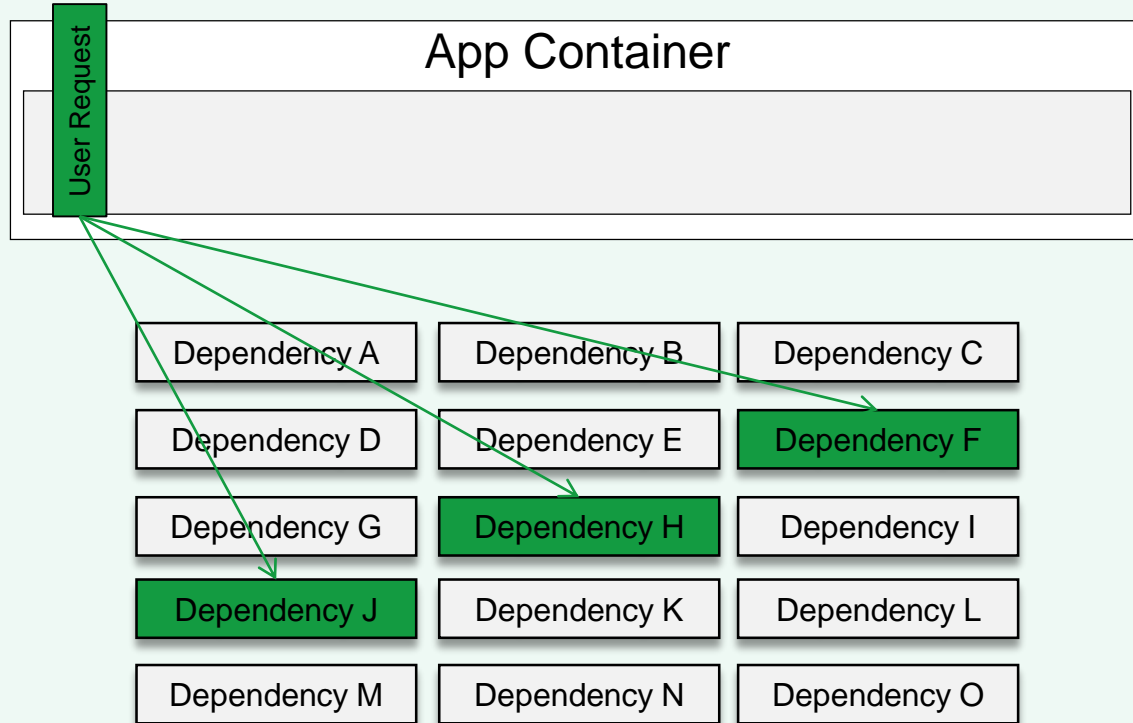 App Container
User Request
Dependency A
Dependency B
Dependency C
Dependency D
Dependency E
Dependency F
Dependency G
Dependency H
Dependency I
Dependency J
Dependency K
Dependency L
Dependency M
Dependency N
Dependency O